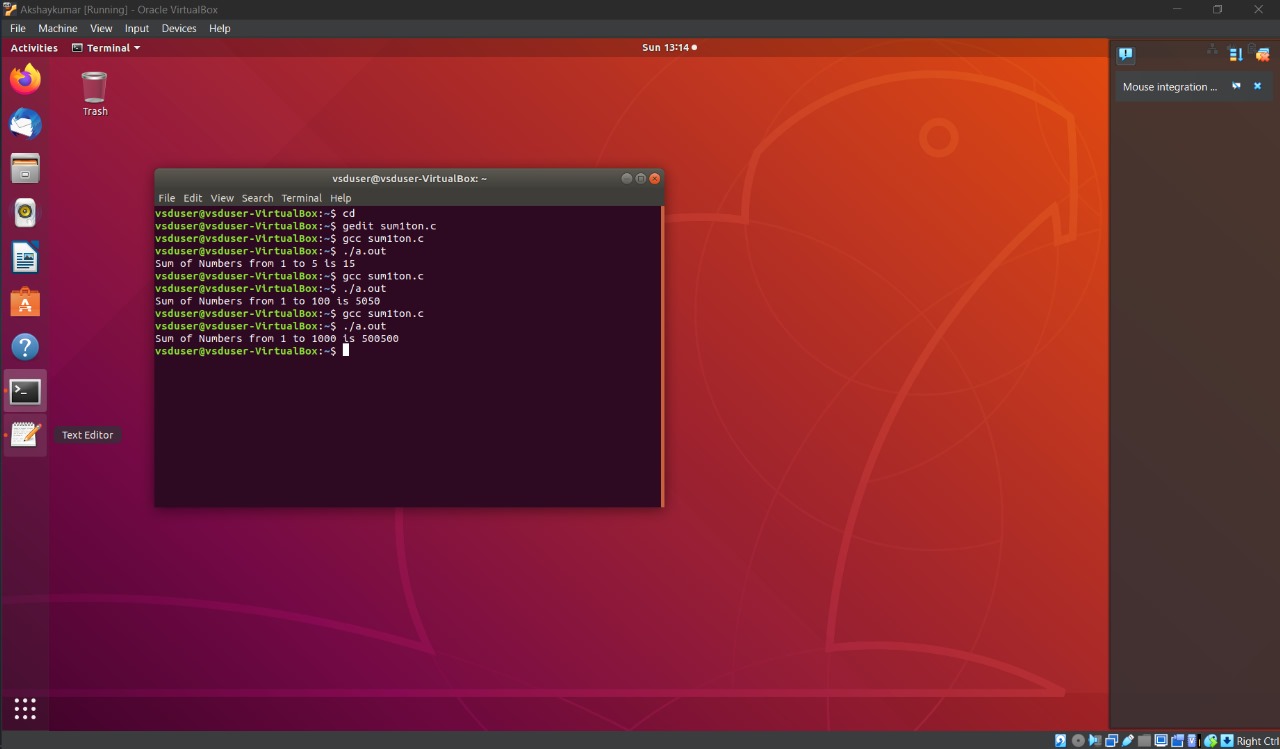 Akshaykumar [Running] - Oracle VirtualBox
File Machine View Input Devices Help
Activities Terminal Sun 13:14
Mouse integration ...
Trash
vsduser@vsduser-VirtualBox: ~
File Edit View Search Terminal Help
vsduser@vsduser-VirtualBox:~$ cd
vsduser@vsduser-VirtualBox:~$ gedit sum1ton.c
vsduser@vsduser-VirtualBox:~$ gcc sum1ton.c
vsduser@vsduser-VirtualBox:~$ ./a.out
Sum of Numbers from 1 to 5 is 15
vsduser@vsduser-VirtualBox:~$ gcc sum1ton.c
vsduser@vsduser-VirtualBox:~$ ./a.out
Sum of Numbers from 1 to 100 is 5050
vsduser@vsduser-VirtualBox:~$ gcc sum1ton.c
vsduser@vsduser-VirtualBox:~$ ./a.out
Sum of Numbers from 1 to 1000 is 500500
vsduser@vsduser-VirtualBox:~$
Text Editor
Right Ctrl